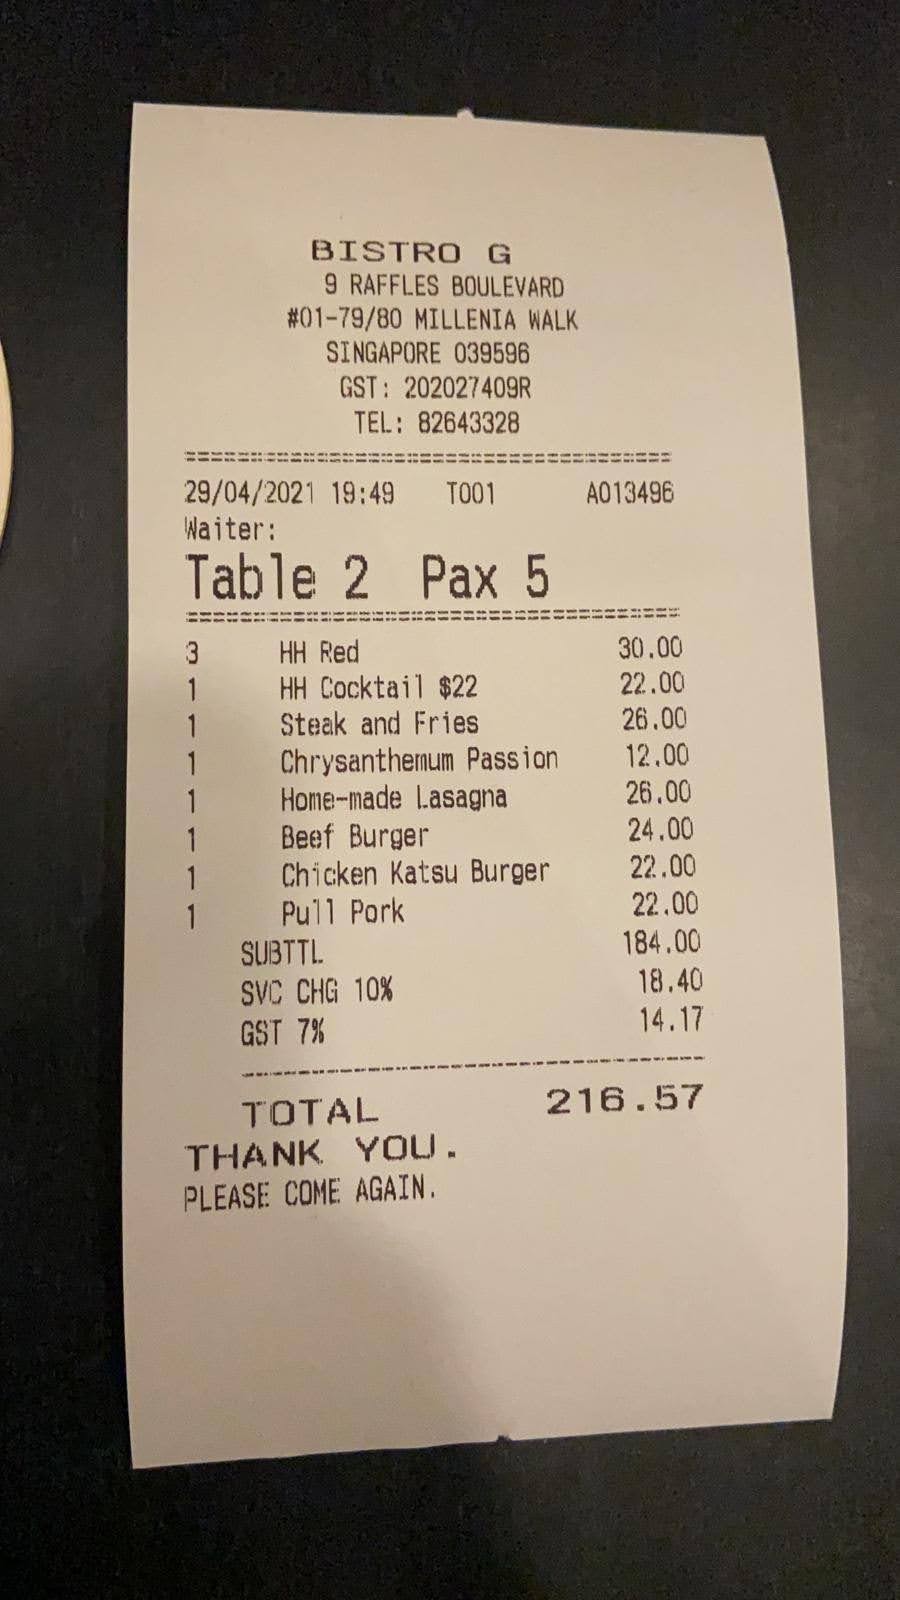 BISTRO G
9 RAFFLES BOULEVARD
#01-79/80 MILLENIA WALK
SINGAPORE 039596
GST: 202027409R
TEL: 82643328
======================================
29/04/2021 19:49 T001 A013496
Waiter:
Table 2 Pax 5
======================================
3 HH Red 30.00
1 HH Cocktail $22 22.00
1 Steak and Fries 26.00
1 Chrysanthemum Passion 12.00
1 Home-made Lasagna 26.00
1 Beef Burger 24.00
1 Chicken Katsu Burger 22.00
1 Pull Pork 22.00
SUBTTL 184.00
SVC CHG 10% 18.40
GST 7% 14.17
----------------------------------
TOTAL 216.57
THANK YOU.
PLEASE COME AGAIN.